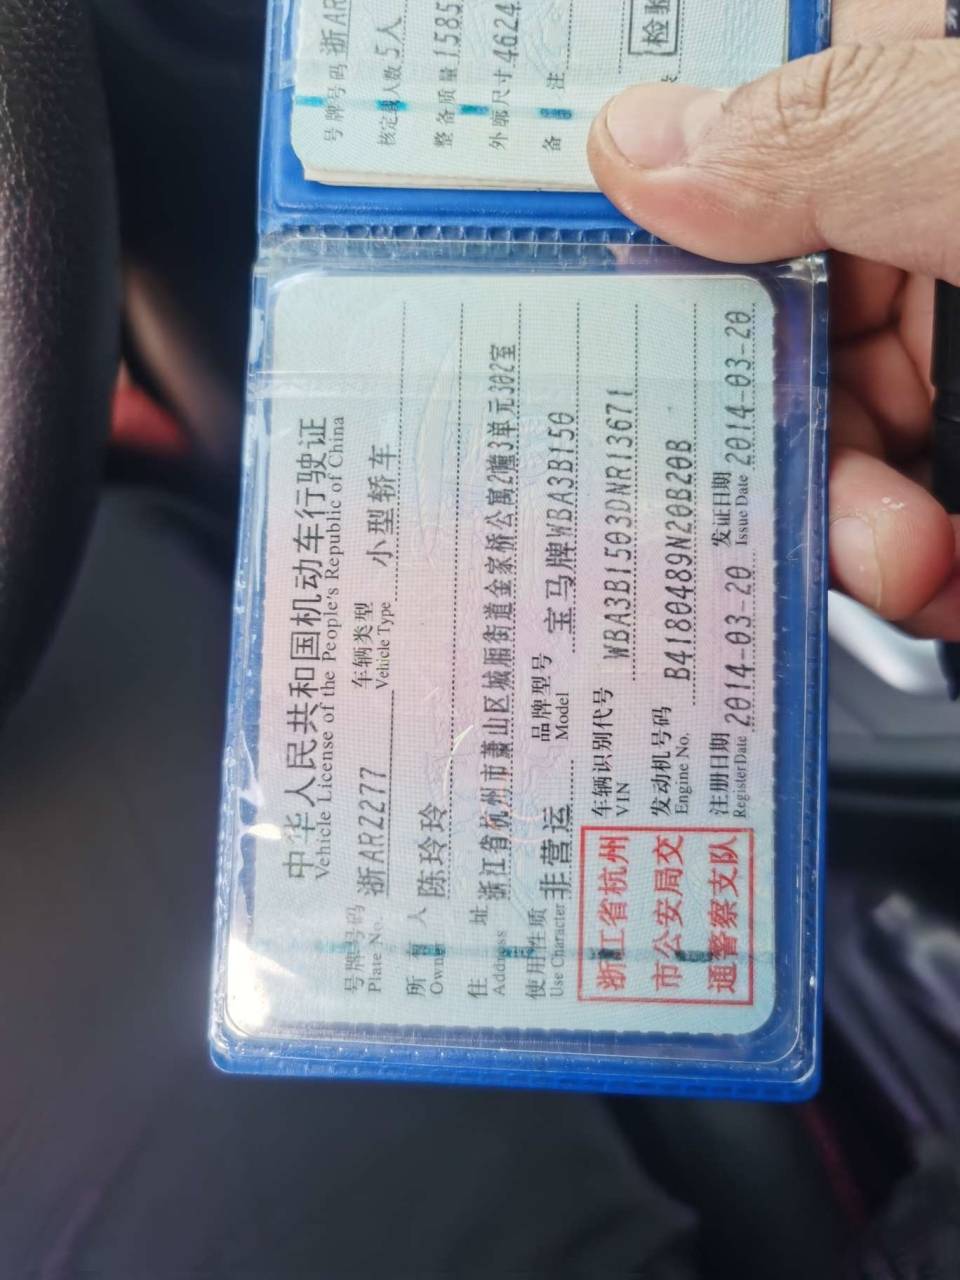 中华人民共和国机动车行驶证
Vehicle License of the People's Republic of China
号牌号码 浙AR2277 车辆类型 小型轿车
Plate No. Vehicle Type
所有人 陈玲玲
Owner
住址 浙江省杭州市萧山区城厢街道金家桥公寓2幢3单元302室
Address
使用性质 非营运 品牌型号 宝马牌WBA3B150
Use Character Model
车辆识别代号 WBA3B1503DNR13671
VIN
发动机号码 B4180489N20B20B
Engine No.
注册日期 2014-03-20 发证日期 2014-03-20
Register Date Issue Date
浙江省杭州
市公安局交
通警察支队
号牌号码 浙AR
核定载人数 5人
整备质量 1585
外廓尺寸 4624
备注
检验